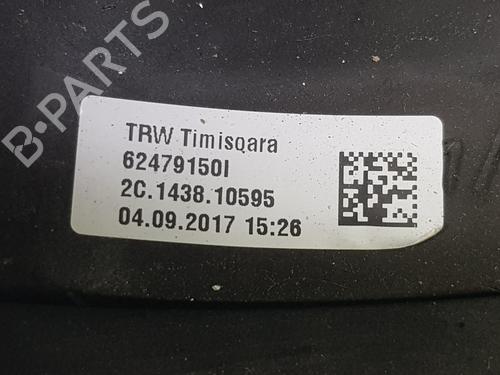 TRW Timisqara
62479150I
2C.1438.10595
04.09.2017 15:26
B-PARTS